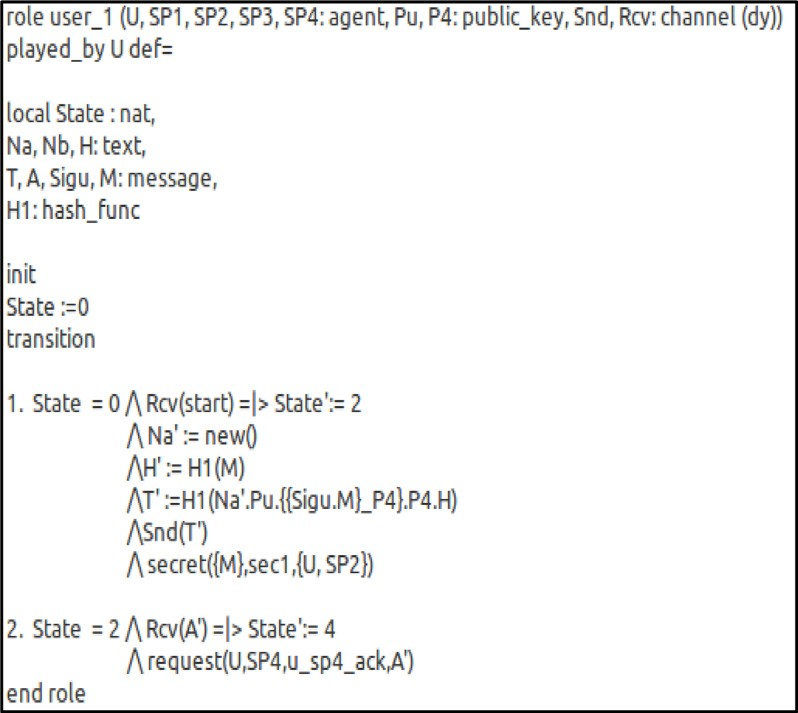 role user_1 (U, SP1, SP2, SP3, SP4: agent, Pu, P4: public_key, Snd, Rcv: channel (dy))
played_by U def=
local State : nat,
Na, Nb, H: text,
T, A, Sigu, M: message,
H1: hash_func
init
State :=0
transition
1. State = 0 /\ Rcv(start) =|> State':= 2
/\ Na' := new()
/\H' := H1(M)
/\T' :=H1(Na'.Pu.{{Sigu.M}_P4}.P4.H)
/\Snd(T')
/\ secret({M},sec1,{U, SP2})
2. State = 2 /\ Rcv(A') =|> State':= 4
/\ request(U,SP4,u_sp4_ack,A')
end role